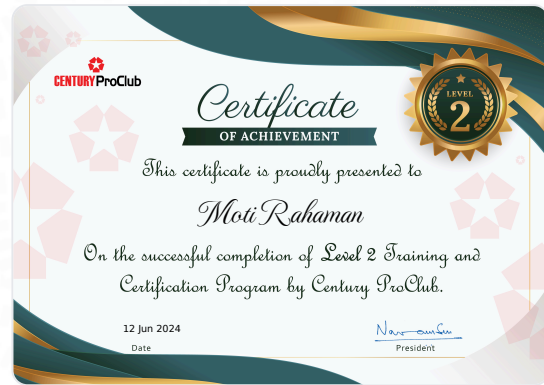 CENTURY ProClub
Certificate
OF ACHIEVEMENT
LEVEL
2
This certificate is proudly presented to
Moti Rahaman
On the successful completion of Level 2 Training and
Certification Program by Century ProClub.
12 Jun 2024
Date
President